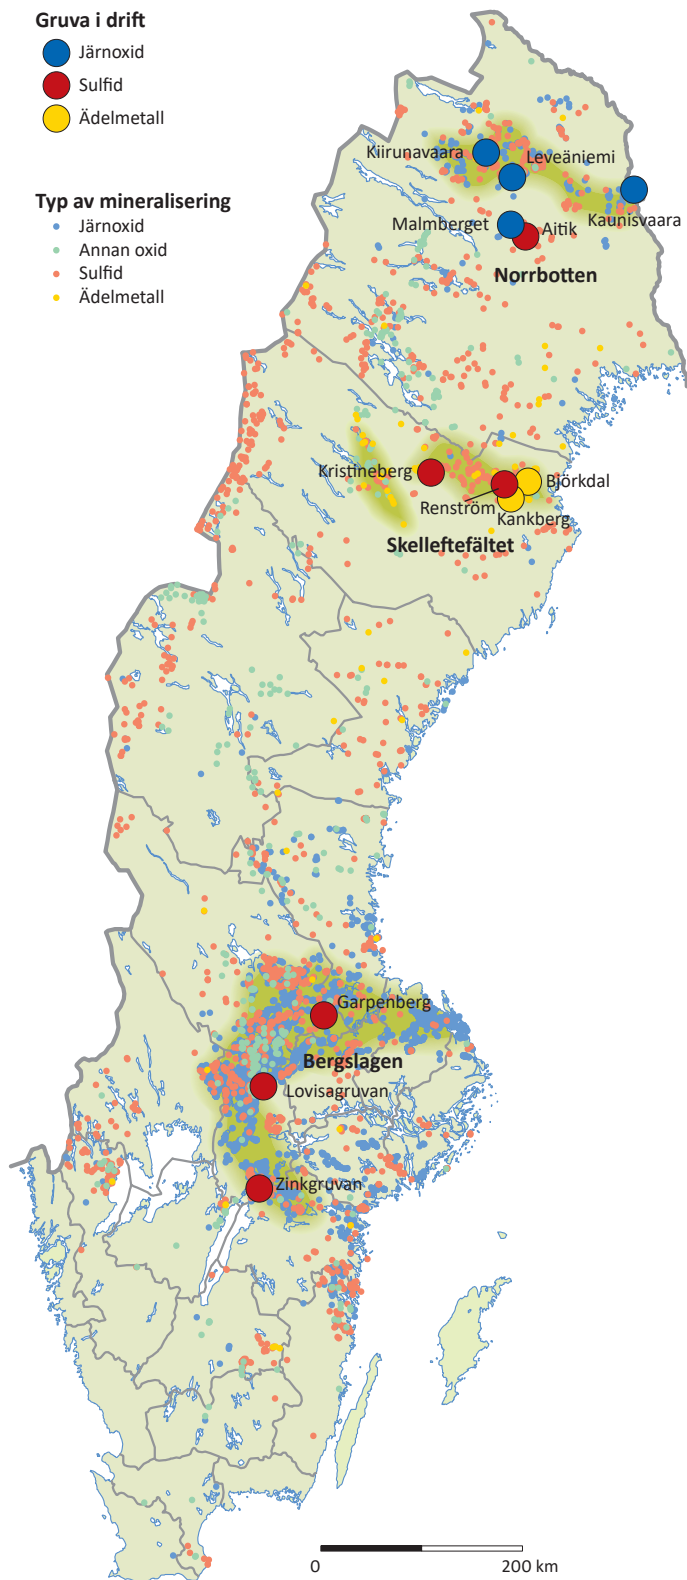 Gruva i drift
Järnoxid
Sulfid
Ädelmetall
Typ av mineralisering
Järnoxid
Annan oxid
Sulfid
Ädelmetall
Kiirunavaara
Leveäniemi
Kaunisvaara
Malmberget
Aitik
Norrbotten
Kristineberg
Björkdal
Renström
Kankberg
Skelleftefältet
Garpenberg
Bergslagen
Lovisagruvan
Zinkgruvan
0 200 km